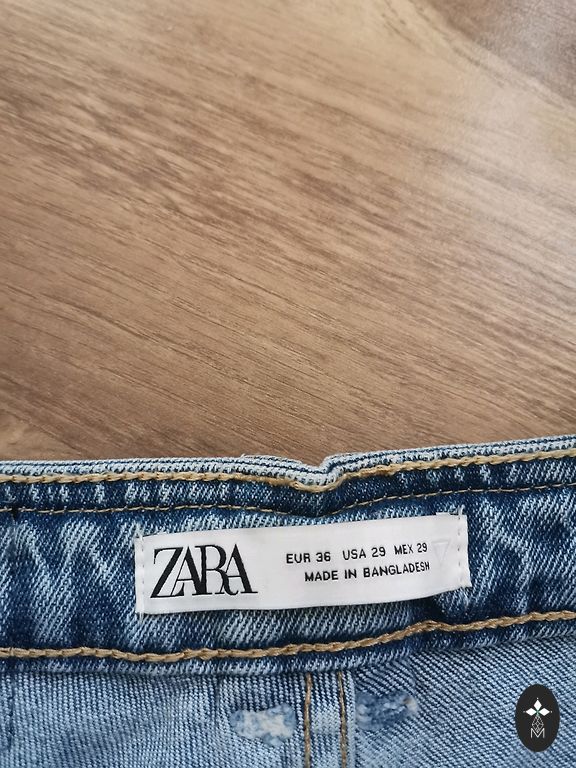 ZARA
EUR 36 USA 29 MEX 29
MADE IN BANGLADESH
M